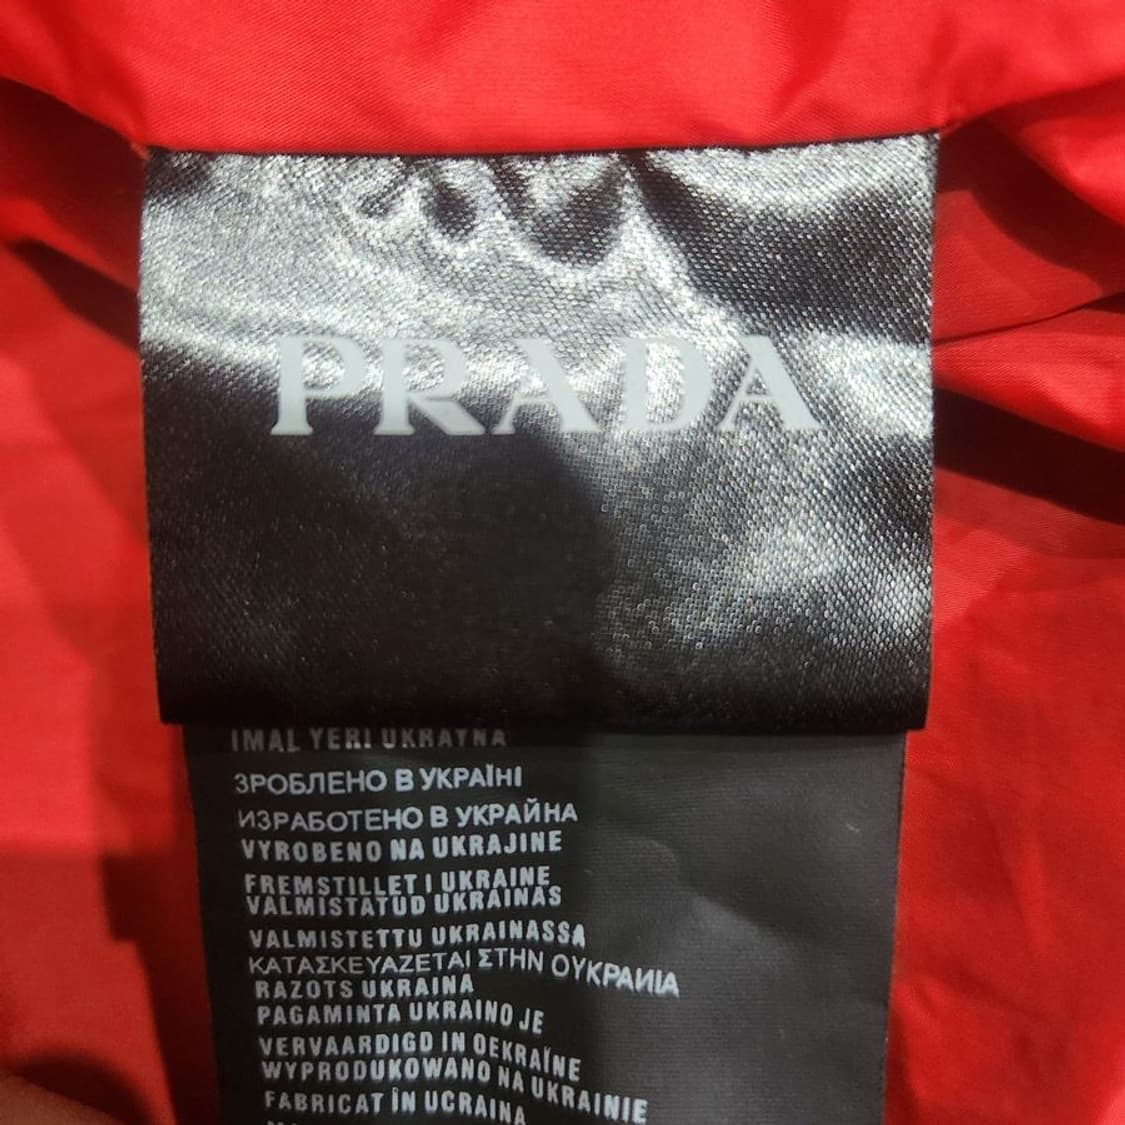 PRADA
IMAL YERI UKRAYNA
ЗРОБЛЕНО В УКРАЇНІ
ИЗРАБОТЕНО В УКРАЙНА
VYROBENO NA UKRAJINE
FREMSTILLET I UKRAINE
VALMISTATUD UKRAINAS
VALMISTETTU UKRAINASSA
ΚΑΤΑΣΚΕΥΑΖΕΤΑΙ ΣΤΗΝ ΟΥΚΡΑΝΙΑ
RAZOTS UKRAINA
PAGAMINTA UKRAINO JE
VERVAARDIGD IN OEKRAÏNE
WYPRODUKOWANO NA UKRAINIE
FABRICAT ÎN UCRAINA